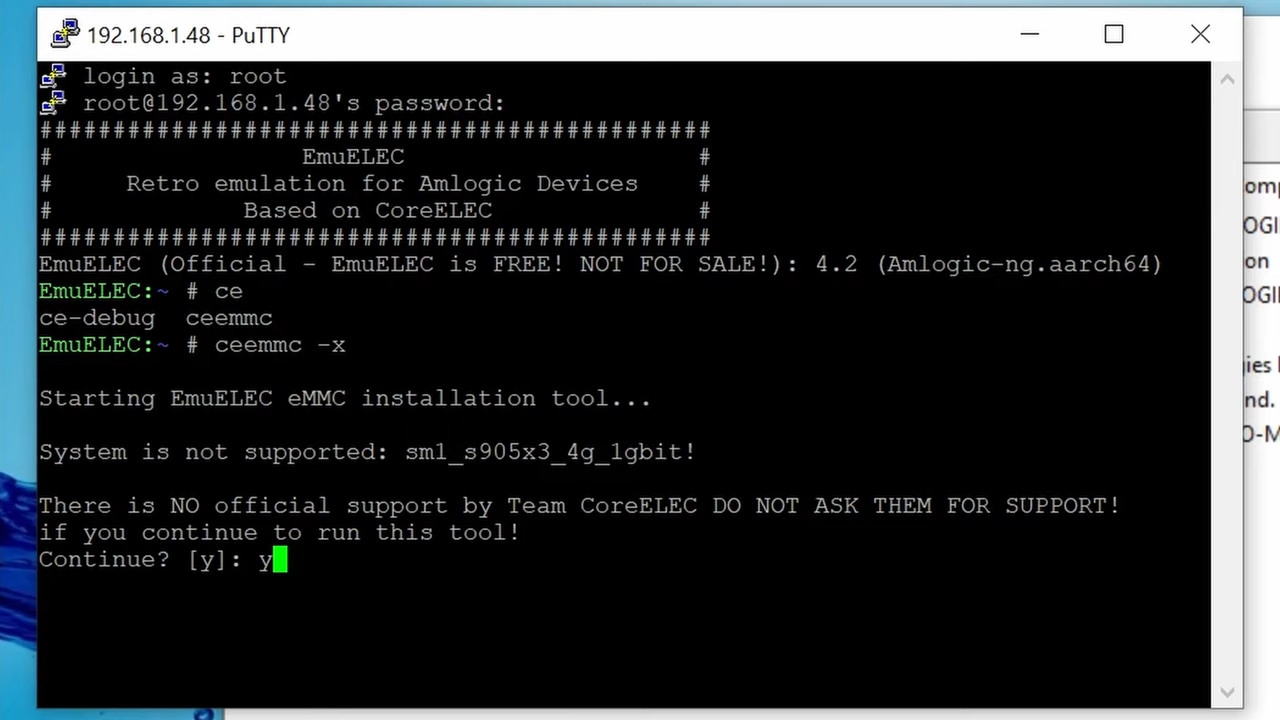 192.168.1.48 - PuTTY
login as: root
root@192.168.1.48's password:
##############################################
# EmuELEC #
# Retro emulation for Amlogic Devices #
# Based on CoreELEC #
##############################################
EmuELEC (Official - EmuELEC is FREE! NOT FOR SALE!): 4.2 (Amlogic-ng.aarch64)
EmuELEC:~ # ce
ce-debug ceemmc
EmuELEC:~ # ceemmc -x
Starting EmuELEC eMMC installation tool...
System is not supported: sm1_s905x3_4g_1gbit!
There is NO official support by Team CoreELEC DO NOT ASK THEM FOR SUPPORT!
if you continue to run this tool!
Continue? [y]: y